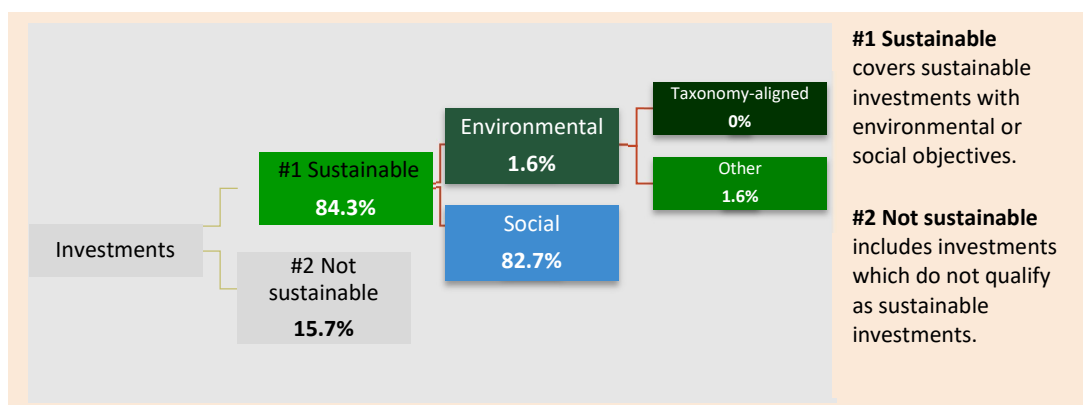 Investments
#1 Sustainable
84.3%
#2 Not
sustainable
15.7%
Environmental
1.6%
Social
82.7%
Taxonomy-aligned
0%
Other
1.6%
#1 Sustainable
covers sustainable
investments with
environmental or
social objectives.
#2 Not sustainable
includes investments
which do not qualify
as sustainable
investments.